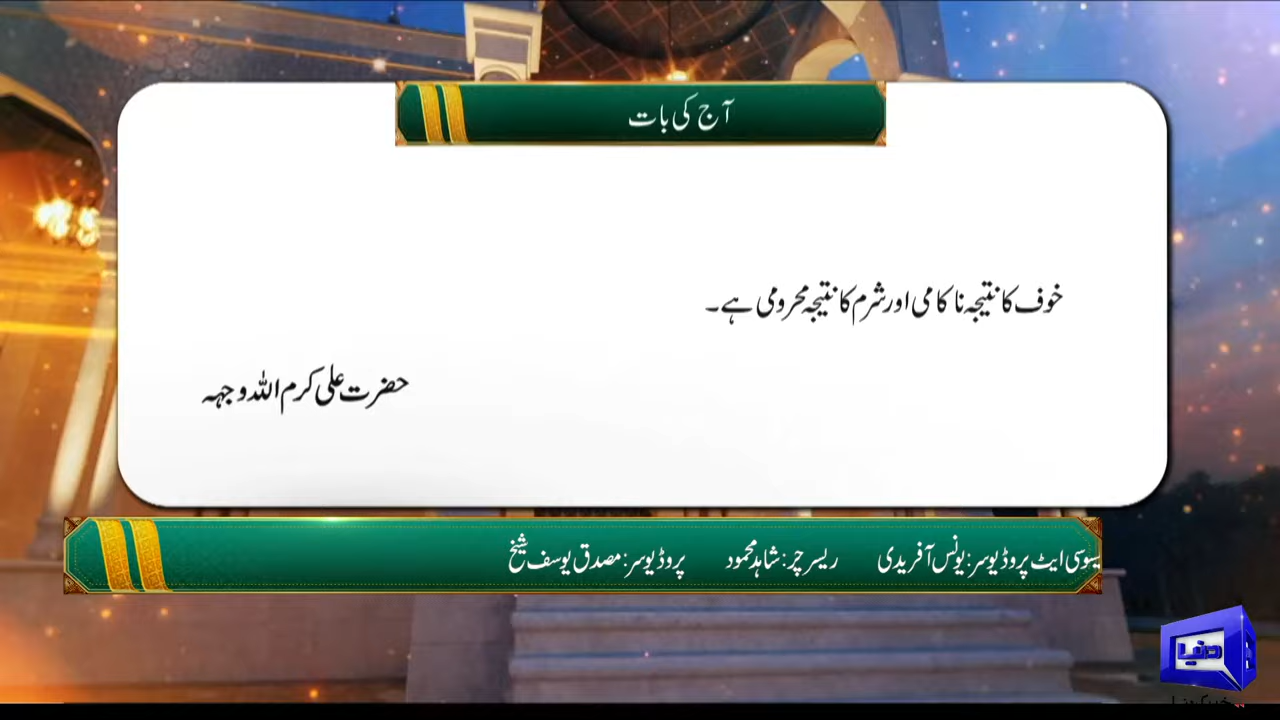 آج کی بات
خوف کا نتیجہ ناکامی اور شرم کا نتیجہ محرومی ہے۔
حضرت علی کرم اللہ وجہہ
یسوسی ایٹ پروڈیوسر: یونس آفریدی ریسرچر: شاہد محمود پروڈیوسر: مصدق یوسف شیخ
دنیا